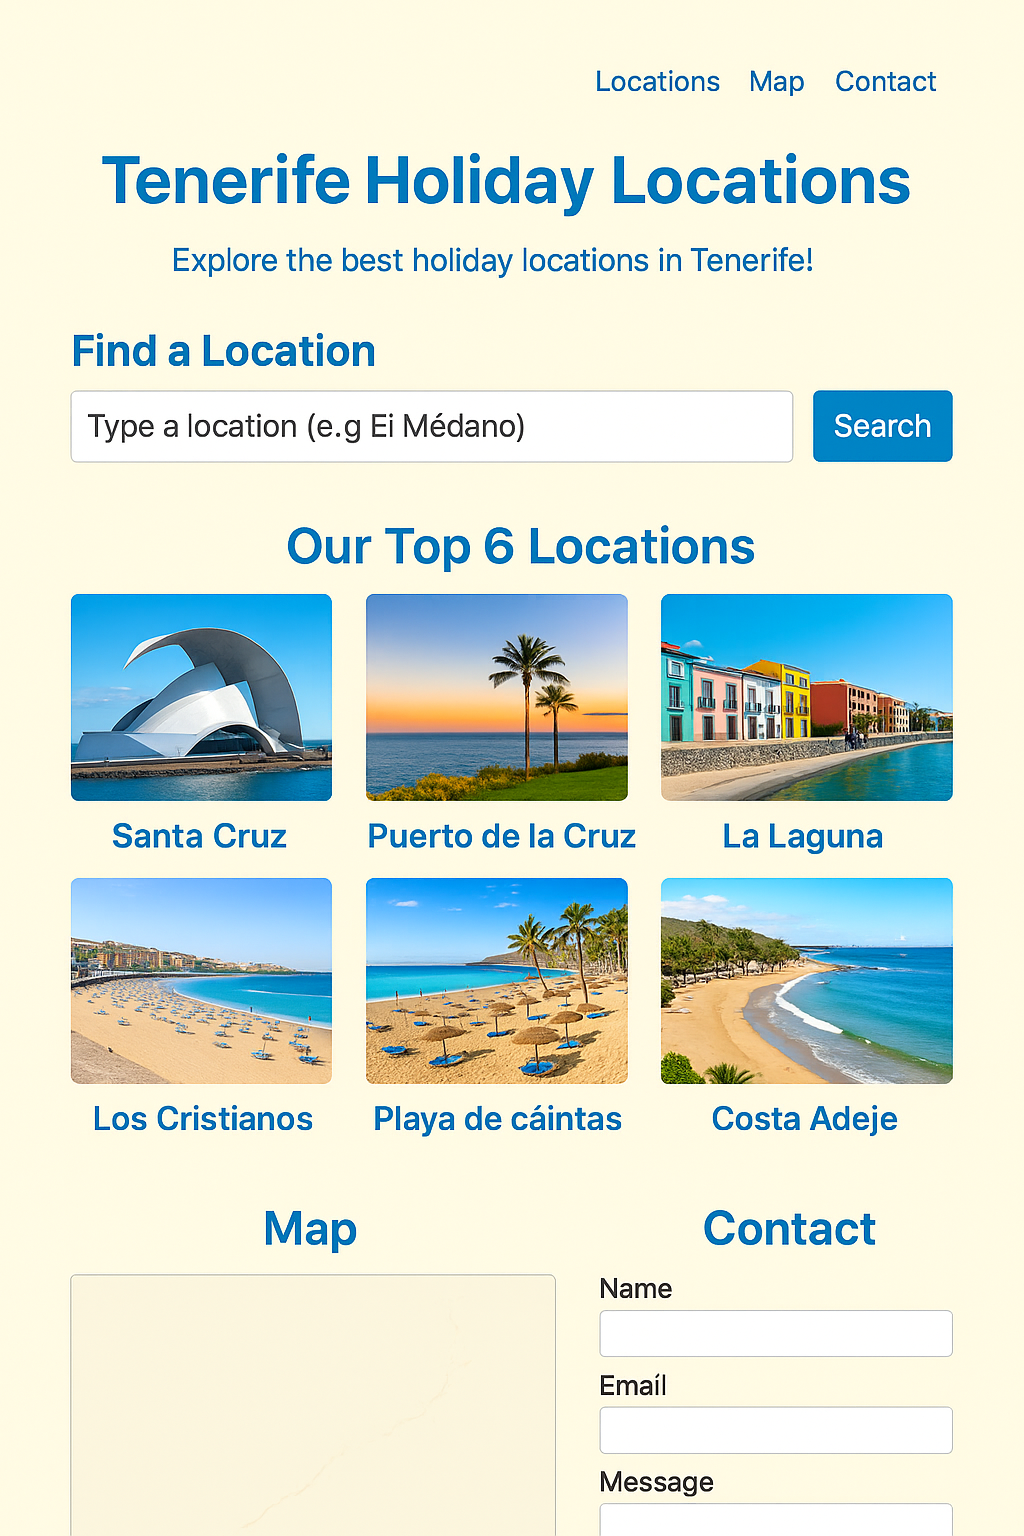 Locations Map Contact
Tenerife Holiday Locations
Explore the best holiday locations in Tenerife!
Find a Location
Type a location (e.g Ei Médano)
Search
Our Top 6 Locations
Santa Cruz
Puerto de la Cruz
La Laguna
Los Cristianos
Playa de cáintas
Costa Adeje
Map
Contact
Name
Emaíl
Message